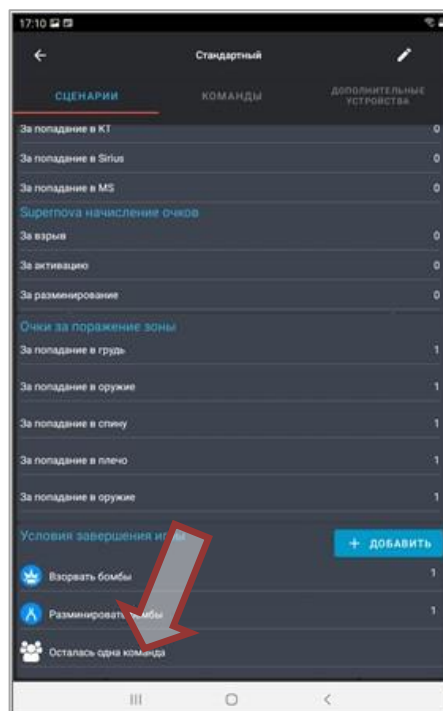 17:10
Стандартный
СЦЕНАРИИ
КОМАНДЫ
ДОПОЛНИТЕЛЬНЫЕ
УСТРОЙСТВА
За попадание в КТ 0
За попадание в Sirius 0
За попадание в MS 0
Supernova начисление очков
За взрыв 0
За активацию 0
За разминирование 0
Очки за поражение зоны
За попадание в грудь 1
За попадание в оружие 1
За попадание в спину 1
За попадание в плечо 1
За попадание в оружие 1
Условия завершения игры
+ ДОБАВИТЬ
Взорвать бомбы 1
Разминировать бомбы 1
Осталась одна команда